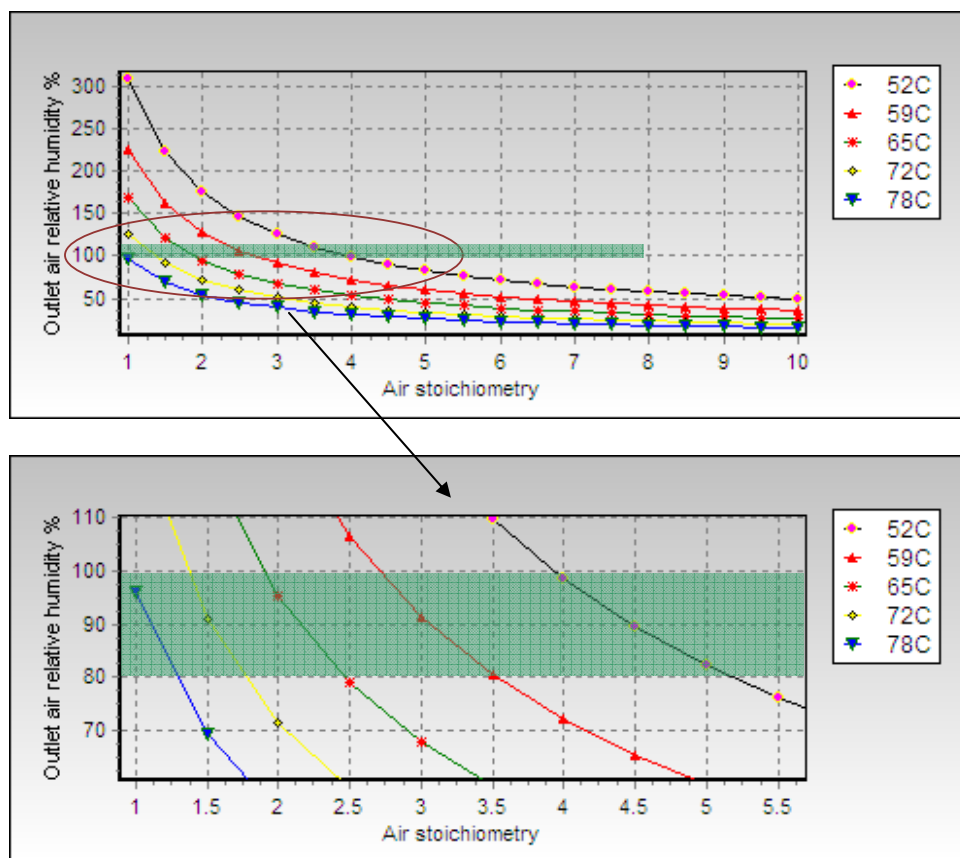 Outlet air relative humidity %
300
250
200
150
100
50
1 2 3 4 5 6 7 8 9 10
Air stoichiometry
52C
59C
65C
72C
78C
Outlet air relative humidity %
110
100
90
80
70
1 1.5 2 2.5 3 3.5 4 4.5 5 5.5
Air stoichiometry
52C
59C
65C
72C
78C